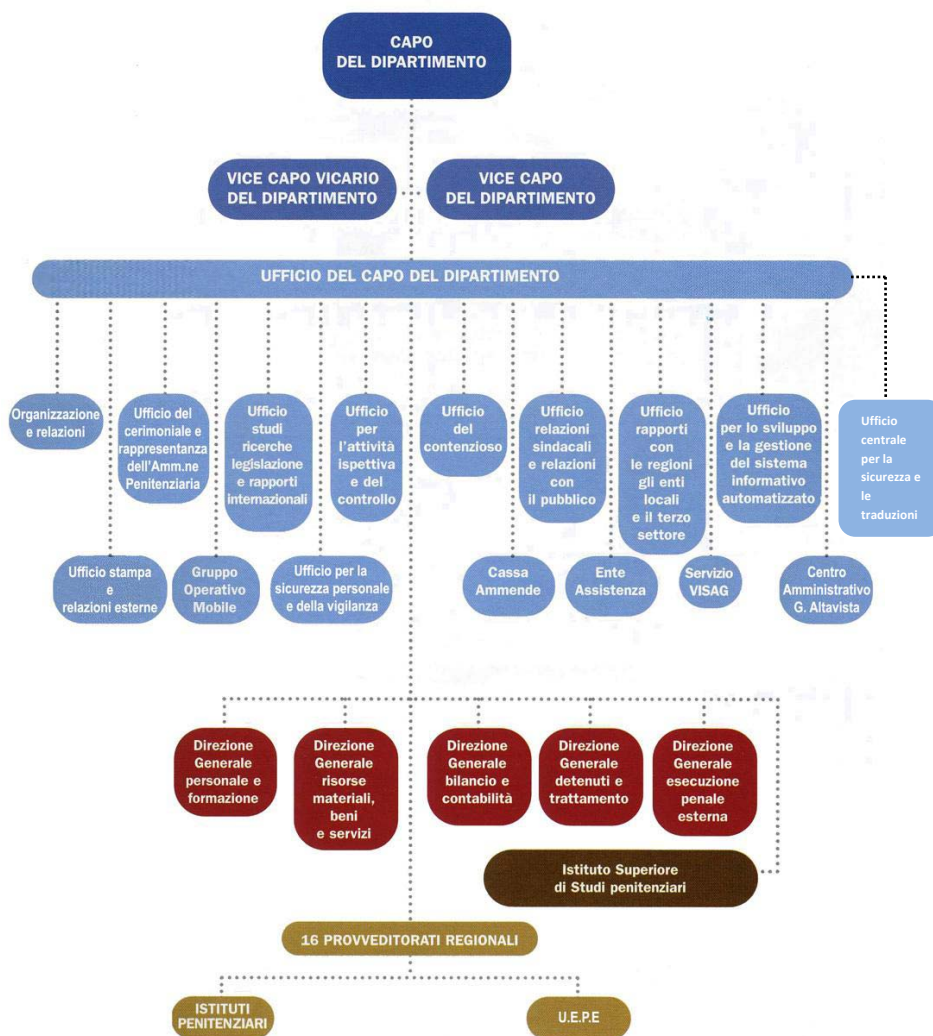 CAPO
DEL DIPARTIMENTO
VICE CAPO VICARIO
DEL DIPARTIMENTO
VICE CAPO
DEL DIPARTIMENTO
UFFICIO DEL CAPO DEL DIPARTIMENTO
Organizzazione
e relazioni
Ufficio del
cerimoniale e
rappresentanza
dell'Amm.ne
Penitenziaria
Ufficio
studi
ricerche
legislazione
e rapporti
internazionali
Ufficio
per
l'attività
ispettiva
e del
controllo
Ufficio
del
contenzioso
Ufficio
relazioni
sindacali
e relazioni
con
il pubblico
Ufficio
rapporti
con
le regioni
gli enti
locali
e il terzo
settore
Ufficio
per lo sviluppo
e la gestione
del sistema
informativo
automatizzato
Ufficio
centrale
per la
sicurezza e
le
traduzioni
Ufficio stampa
e
relazioni esterne
Gruppo
Operativo
Mobile
Ufficio per la
sicurezza personale
e della vigilanza
Cassa
Ammende
Ente
Assistenza
Servizio
VISAG
Centro
Amministrativo
G. Altavista
Direzione
Generale
personale e
formazione
Direzione
Generale
risorse
materiali,
beni
e servizi
Direzione
Generale
bilancio e
contabilità
Direzione
Generale
detenuti e
trattamento
Direzione
Generale
esecuzione
penale
esterna
Istituto Superiore
di Studi penitenziari
16 PROVVEDITORATI REGIONALI
ISTITUTI
PENITENZIARI
U.E.P.E